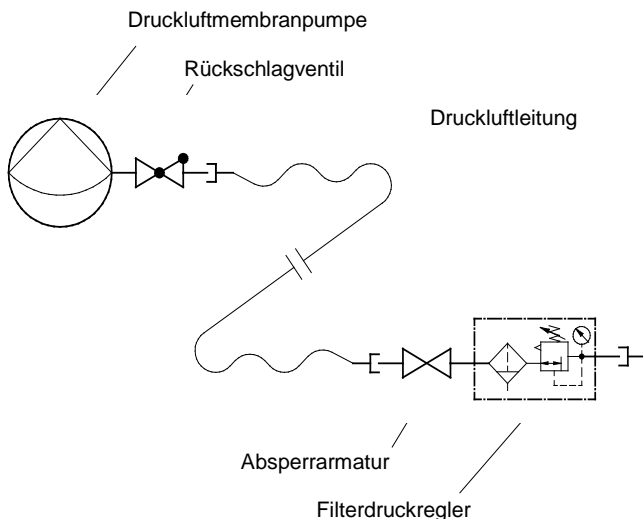 Druckluftmembranpumpe
Rückschlagventil
Druckluftleitung
Absperrarmatur
Filterdruckregler